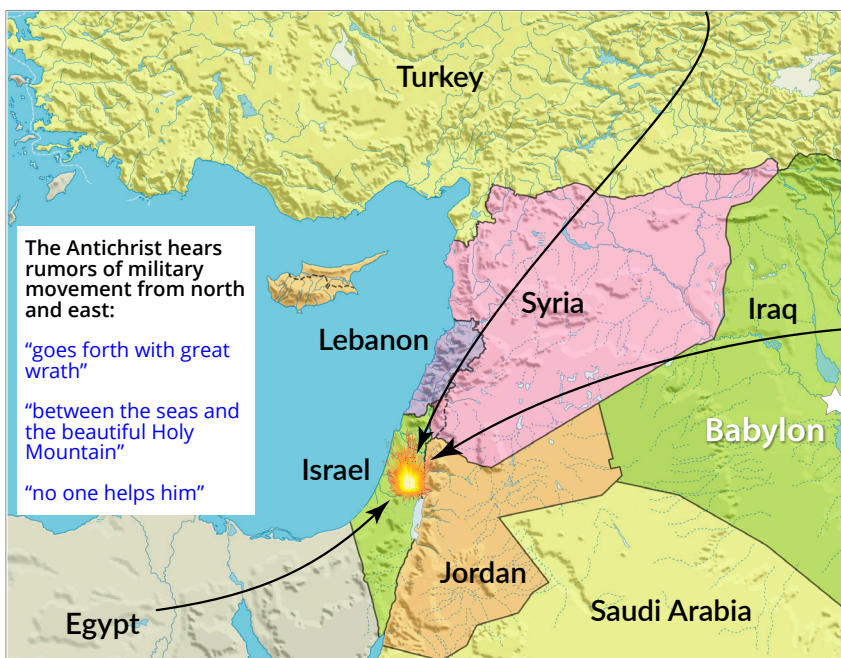 Turkey
The Antichrist hears
rumors of military
movement from north
and east:
“goes forth with great
wrath”
“between the seas and
the beautiful Holy
Mountain”
“no one helps him”
Syria
Iraq
Lebanon
Babylon
Israel
Jordan
Saudi Arabia
Egypt